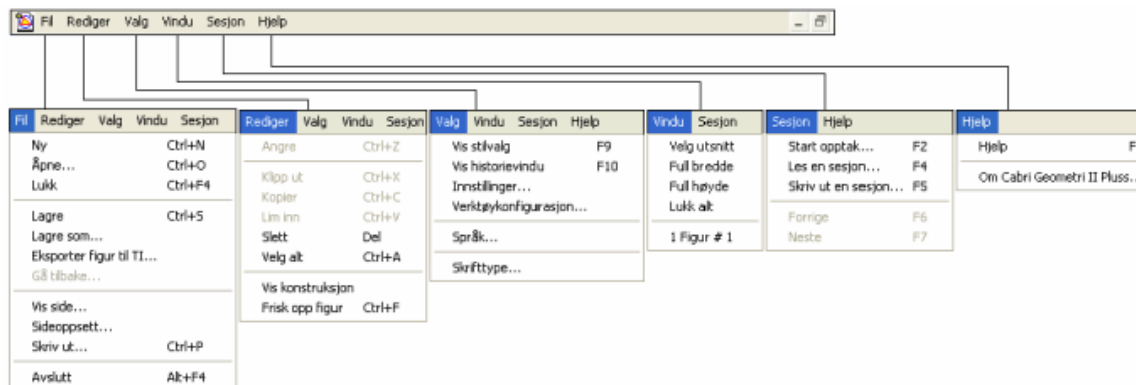 Fil Rediger Valg Vindu Sesjon Hjelp
Fil Rediger Valg Vindu Sesjon
Ny Ctrl+N
Åpne... Ctrl+O
Lukk Ctrl+F4
Lagre Ctrl+S
Lagre som...
Eksporter figur til TI...
Gå tilbake...
Vis side...
Sideoppsett...
Skriv ut... Ctrl+P
Avslutt Alt+F4
Rediger Valg Vindu Sesjon
Angre Ctrl+Z
Klipp ut Ctrl+X
Kopier Ctrl+C
Lim inn Ctrl+V
Slett Del
Velg alt Ctrl+A
Vis konstruksjon
Frisk opp figur Ctrl+F
Valg Vindu Sesjon Hjelp
Vis stilvalg F9
Vis historievindu F10
Innstillinger...
Verktøykonfigurasjon...
Språk...
Skrifttype...
Vindu Sesjon
Velg utsnitt
Full bredde
Full høyde
Lukk alt
1 Figur # 1
Sesjon Hjelp
Start opptak... F2
Les en sesjon... F4
Skriv ut en sesjon... F5
Forrige F6
Neste F7
Hjelp
Hjelp F
Om Cabri Geometri II Pluss...